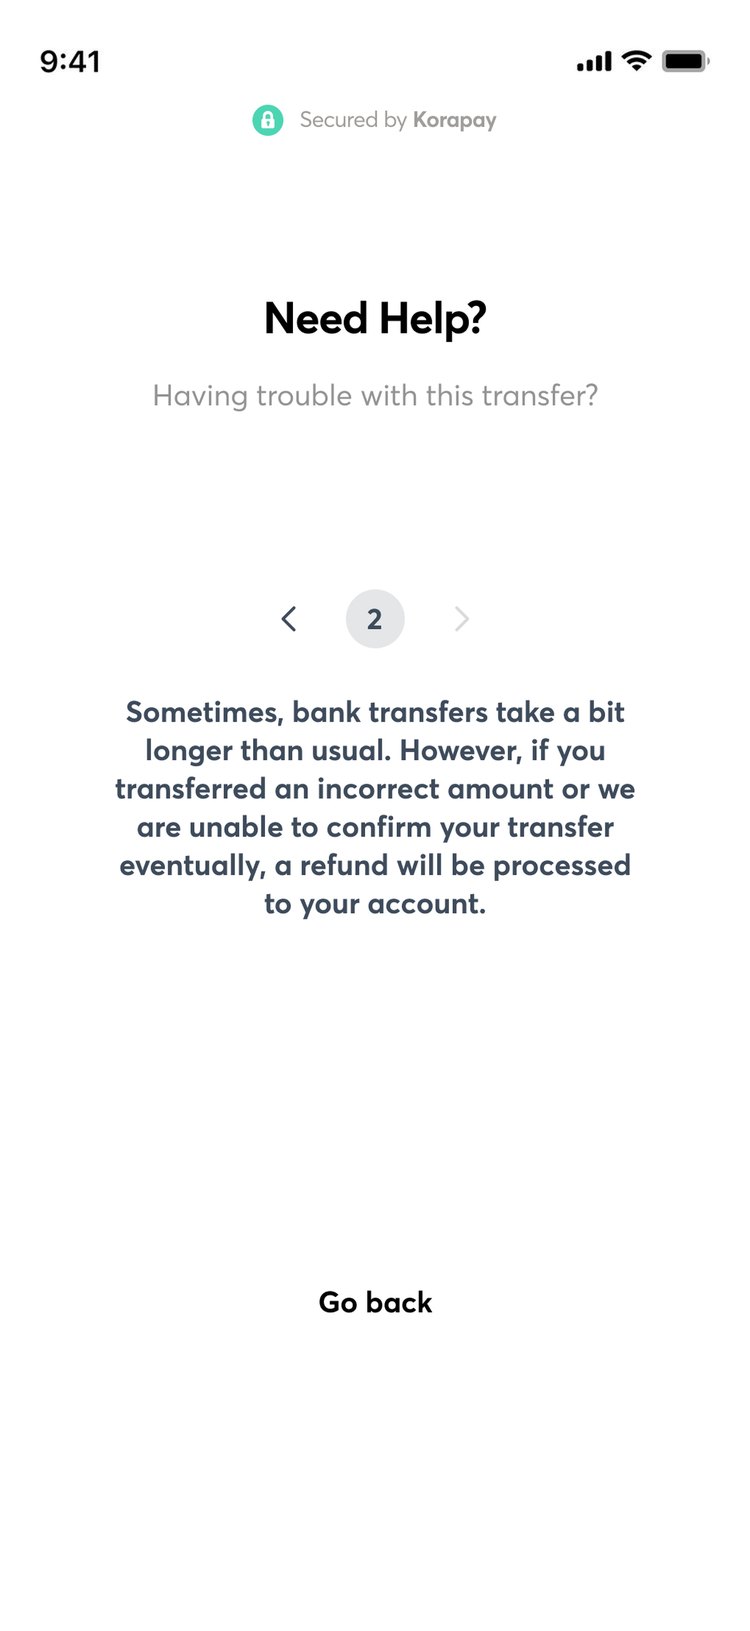 9:41
Secured by Korapay
Need Help?
Having trouble with this transfer?
2
Sometimes, bank transfers take a bit
longer than usual. However, if you
transferred an incorrect amount or we
are unable to confirm your transfer
eventually, a refund will be processed
to your account.
Go back